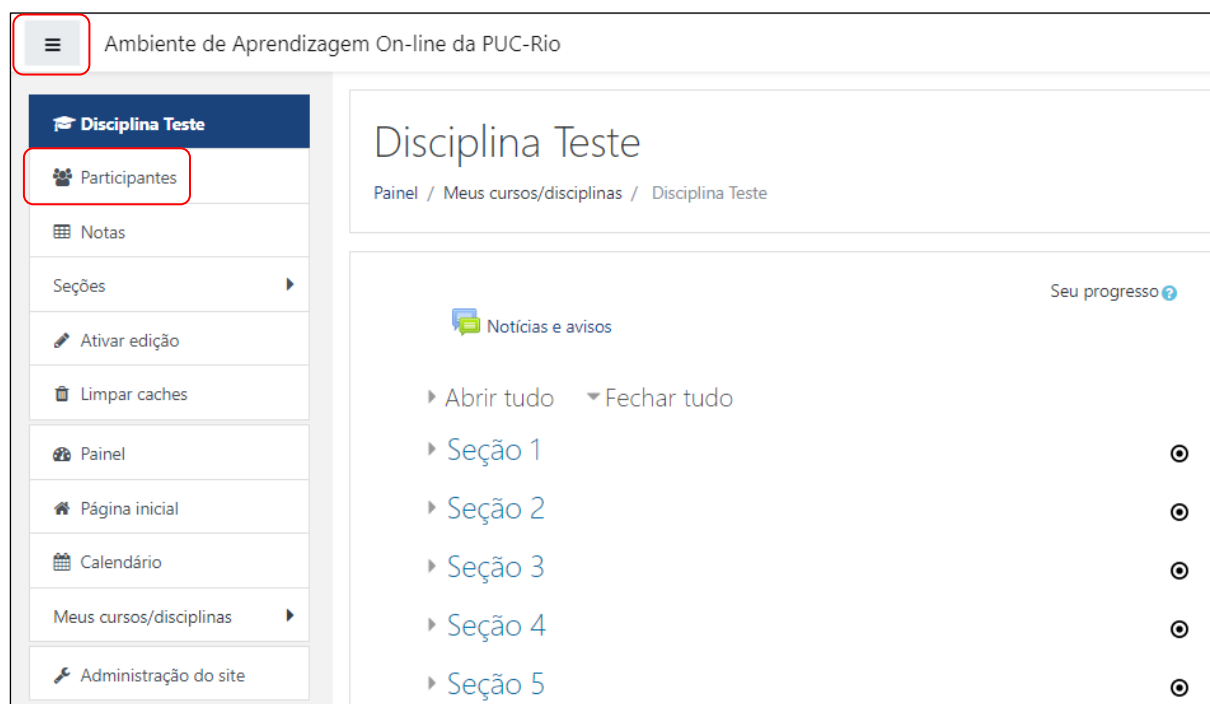 Ambiente de Aprendizagem On-line da PUC-Rio
Disciplina Teste
Participantes
Notas
Seções
Ativar edição
Limpar caches
Painel
Página inicial
Calendário
Meus cursos/disciplinas
Administração do site
Disciplina Teste
Painel / Meus cursos/disciplinas / Disciplina Teste
Seu progresso
Notícias e avisos
Abrir tudo Fechar tudo
Seção 1
Seção 2
Seção 3
Seção 4
Seção 5